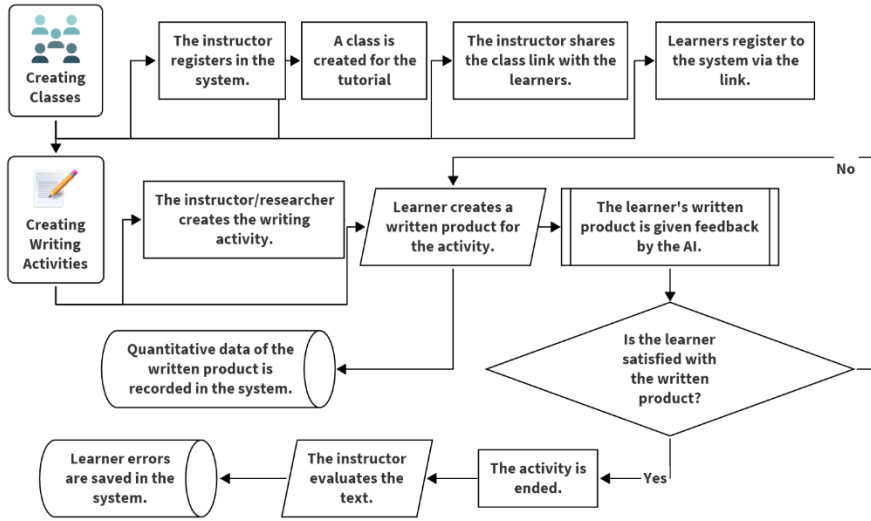 Creating
Classes
The instructor
registers in the
system.
A class is
created for the
tutorial
The instructor shares
the class link with the
learners.
Learners register to
the system via the
link.
No
Creating
Writing
Activities
The instructor/researcher
creates the writing
activity.
Learner creates a
written product for
the activity.
The learner's written
product is given feedback
by the AI.
Quantitative data of the
written product is
recorded in the system.
Is the learner
satisfied with
the written
product?
Learner errors
are saved in the
system.
The instructor
evaluates the
text.
The activity is
ended.
Yes